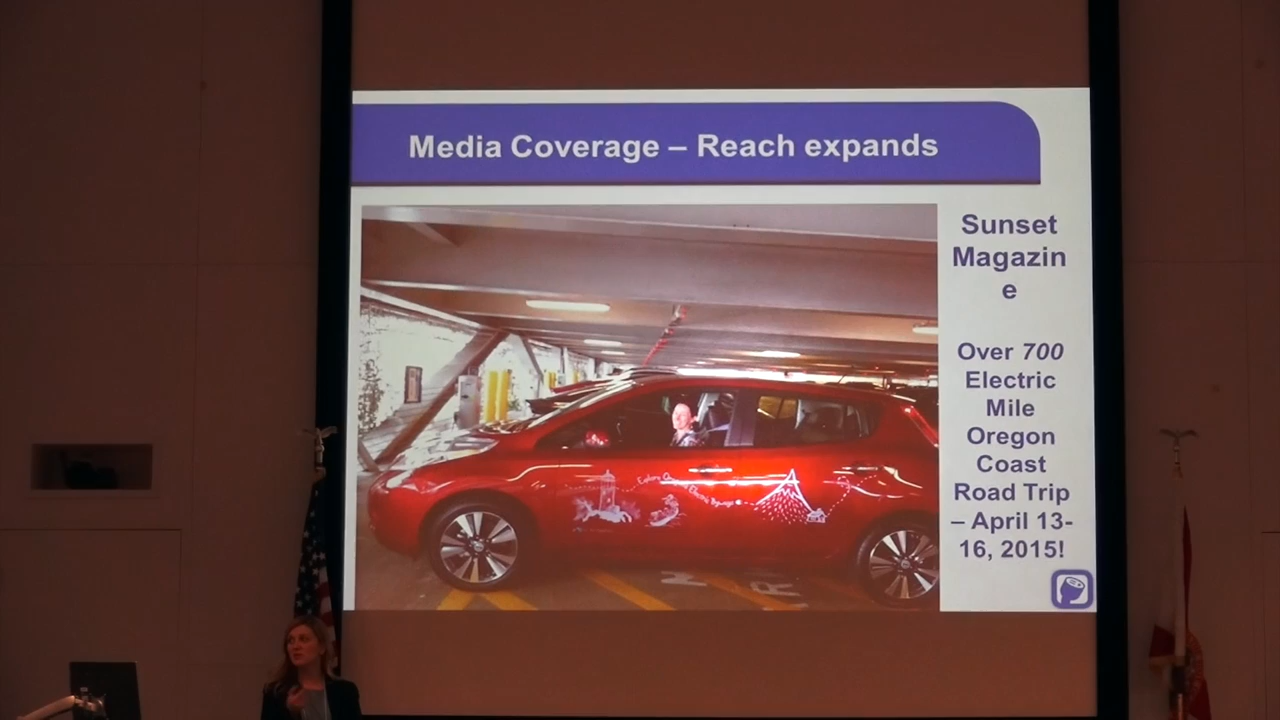 Media Coverage – Reach expands
Sunset
Magazin
e
Over 700
Electric
Mile
Oregon
Coast
Road Trip
– April 13-
16, 2015!